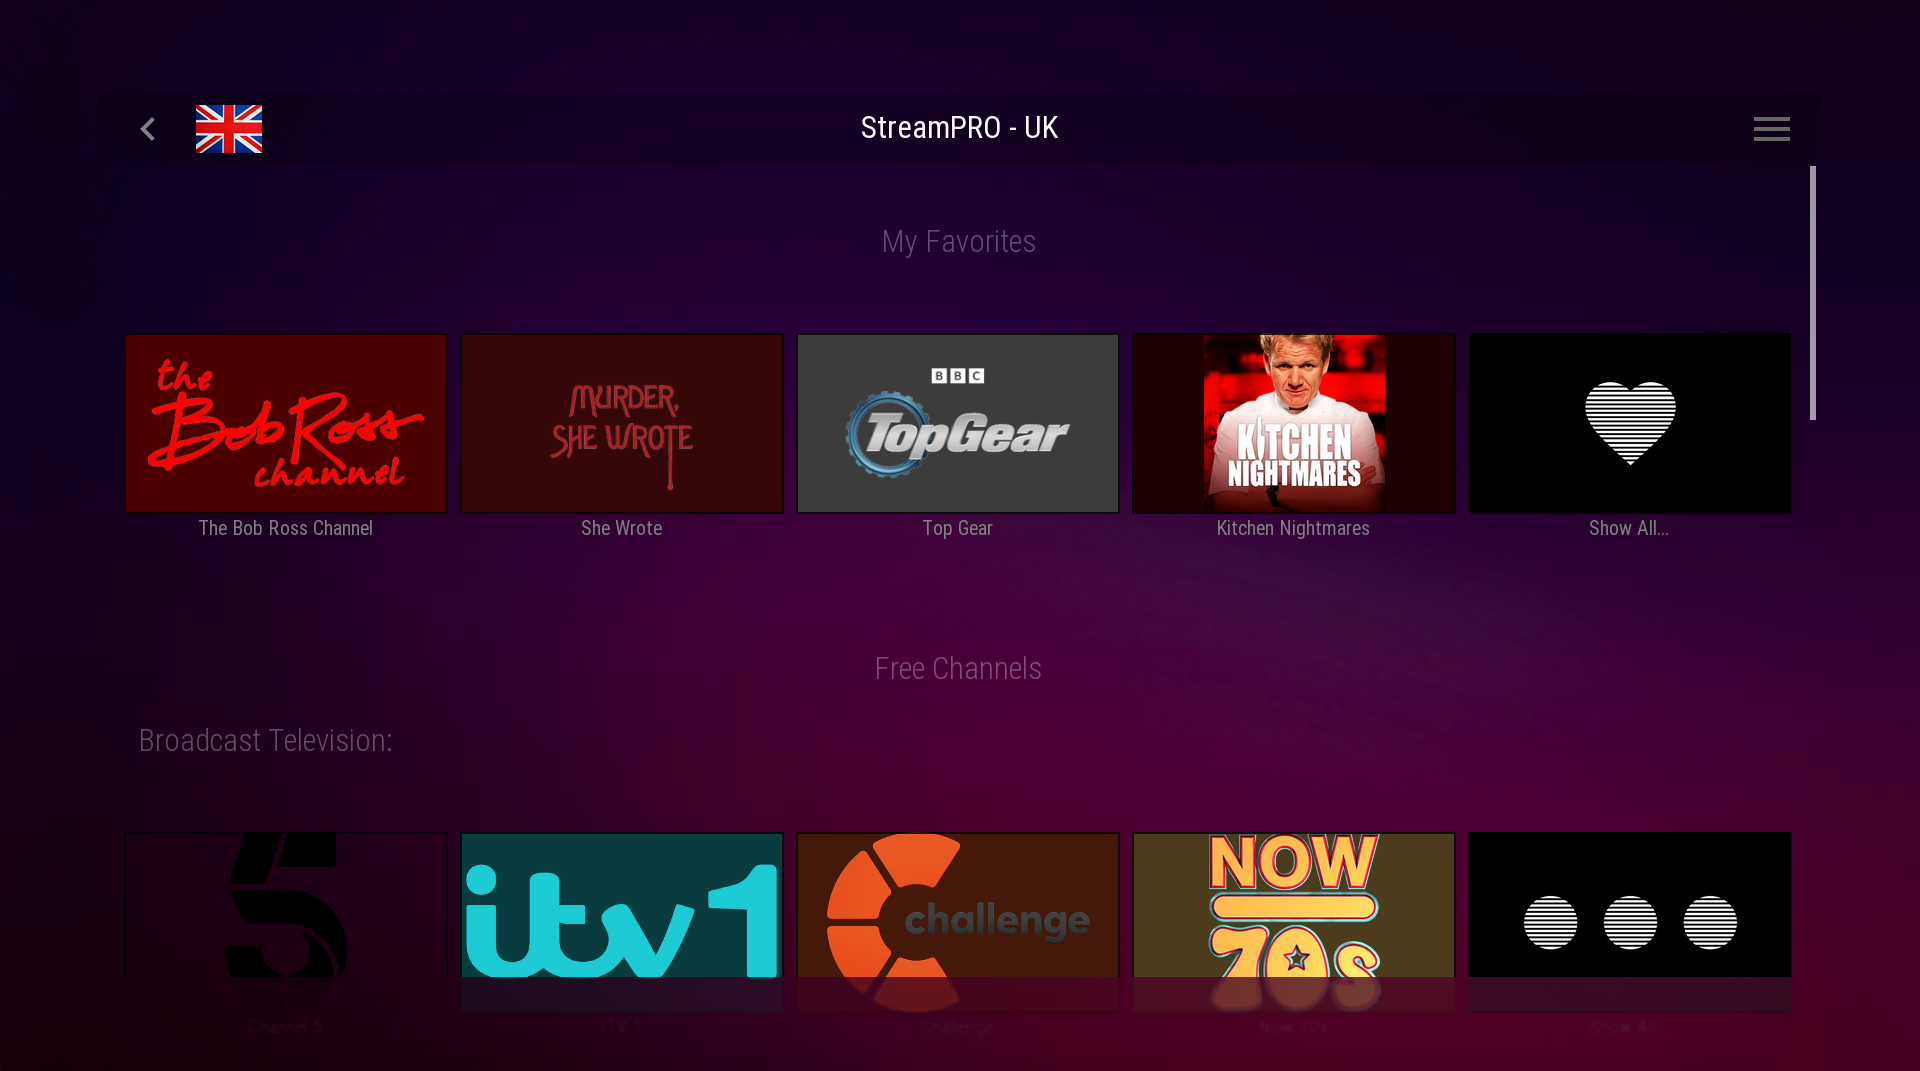 StreamPRO - UK
My Favorites
the
Bob Ross
channel
MURDER,
SHE WROTE
BBC
TopGear
KITCHEN
NIGHTMARES
The Bob Ross Channel
She Wrote
Top Gear
Kitchen Nightmares
Show All...
Free Channels
Broadcast Television:
5
itv1
challenge
NOW
70s
Channel 5
ITV 1
Challenge
Now 70s
Show All